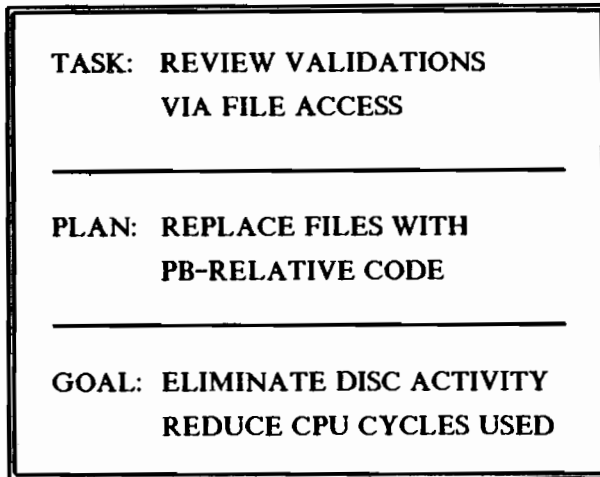 TASK: REVIEW VALIDATIONS
VIA FILE ACCESS
PLAN: REPLACE FILES WITH
PB-RELATIVE CODE
GOAL: ELIMINATE DISC ACTIVITY
REDUCE CPU CYCLES USED